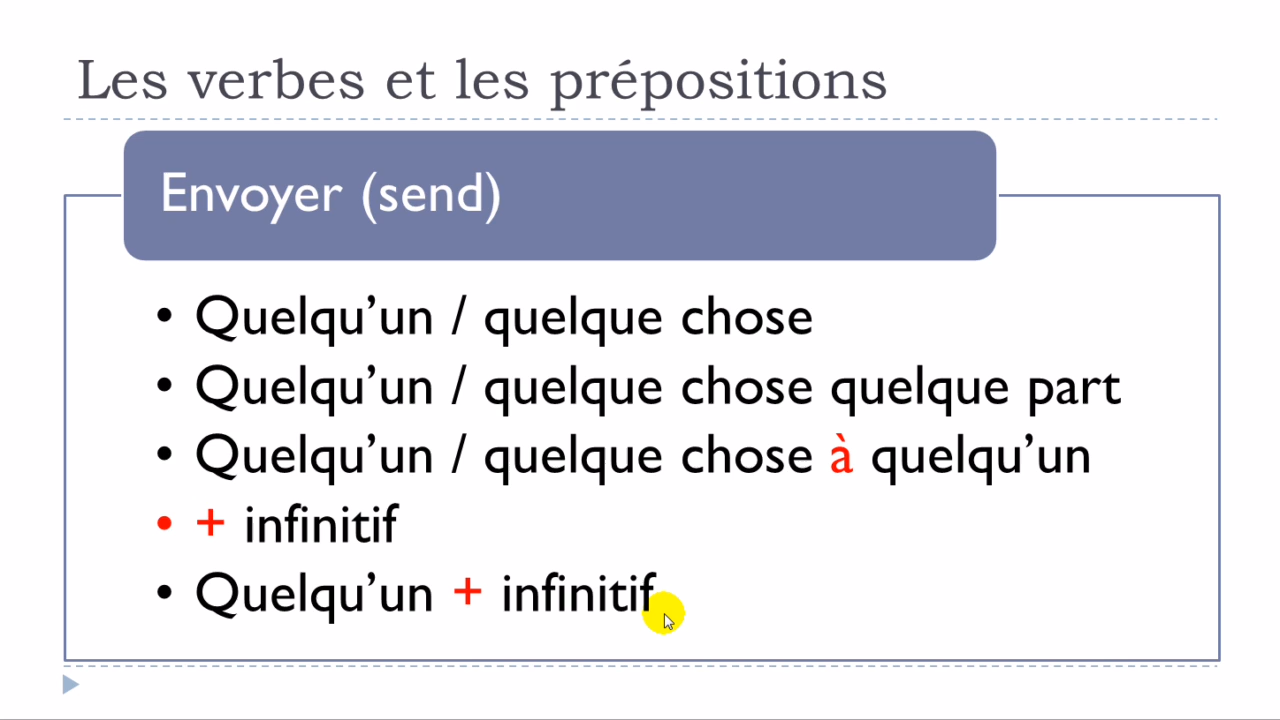 Les verbes et les prépositions
Envoyer (send)
• Quelqu’un / quelque chose
• Quelqu’un / quelque chose quelque part
• Quelqu’un / quelque chose à quelqu’un
• + infinitif
• Quelqu’un + infinitif